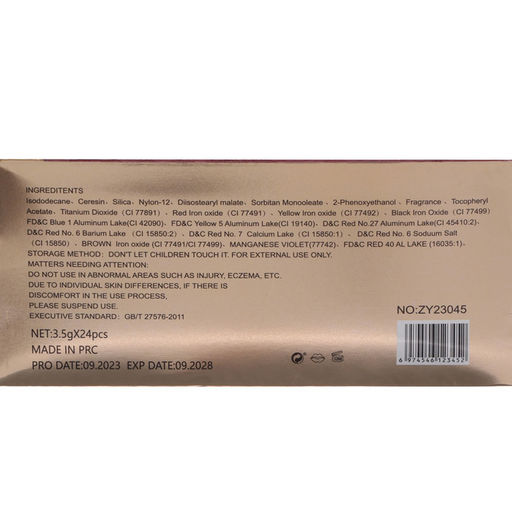 INGREDITENTS
Isododecane、Ceresin、Silica、Nylon-12、Diisostearyl malate、Sorbitan Monooleate 、2-Phenoxyethanol 、Fragrance 、Tocopheryl
Acetate、Titanium Dioxide（CI 77891）、 Red Iron oxide (CI 77491)、 Yellow Iron oxide (CI 77492) 、Black Iron Oxide (CI 77499)
FD&C Blue 1 Aluminum Lake(CI 42090)、 FD&C Yellow 5 Aluminum Lake(CI 19140)、D&C Red No.27 Aluminum Lake(CI 45410:2)、
D&C Red No. 6 Barium Lake （CI 15850:2）、D&C Red No. 7 Calcium Lake（CI 15850:1）、D&C Red No. 6 Soduum Salt
（CI 15850）、BROWN Iron oxide (CI 77491/CI 77499)、MANGANESE VIOLET(77742)、FD&C RED 40 AL LAKE (16035:1)、
STORAGE METHOD：DON'T LET CHILDREN TOUCH IT. FOR EXTERNAL USE ONLY.
MATTERS NEEDING ATTENTION:
DO NOT USE IN ABNORMAL AREAS SUCH AS INJURY, ECZEMA, ETC.
DUE TO INDIVIDUAL SKIN DIFFERENCES, IF THERE IS
DISCOMFORT IN THE USE PROCESS,
PLEASE SUSPEND USE.
EXECUTIVE STANDARD：GB/T 27576-2011
NET:3.5gX24pcs
MADE IN PRC
PRO DATE:09.2023 EXP DATE:09.2028
NO:ZY23045
6 974546 123452